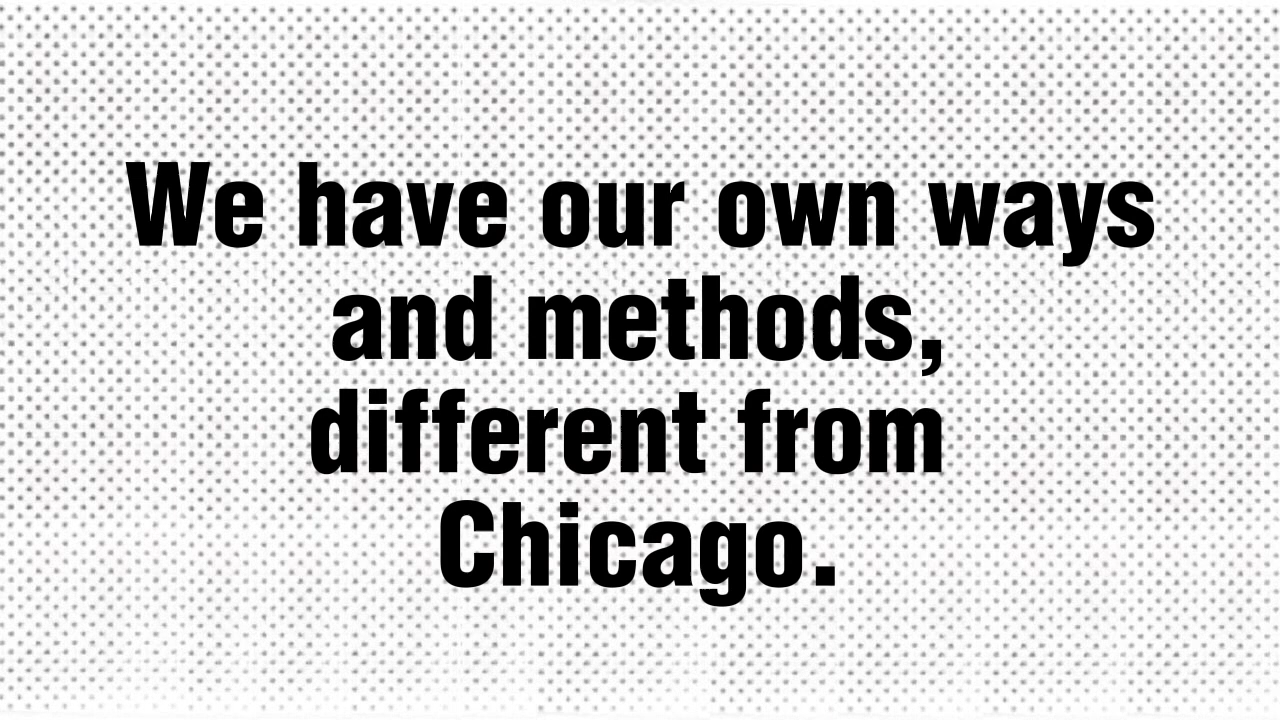 We have our own ways
and methods,
different from
Chicago.